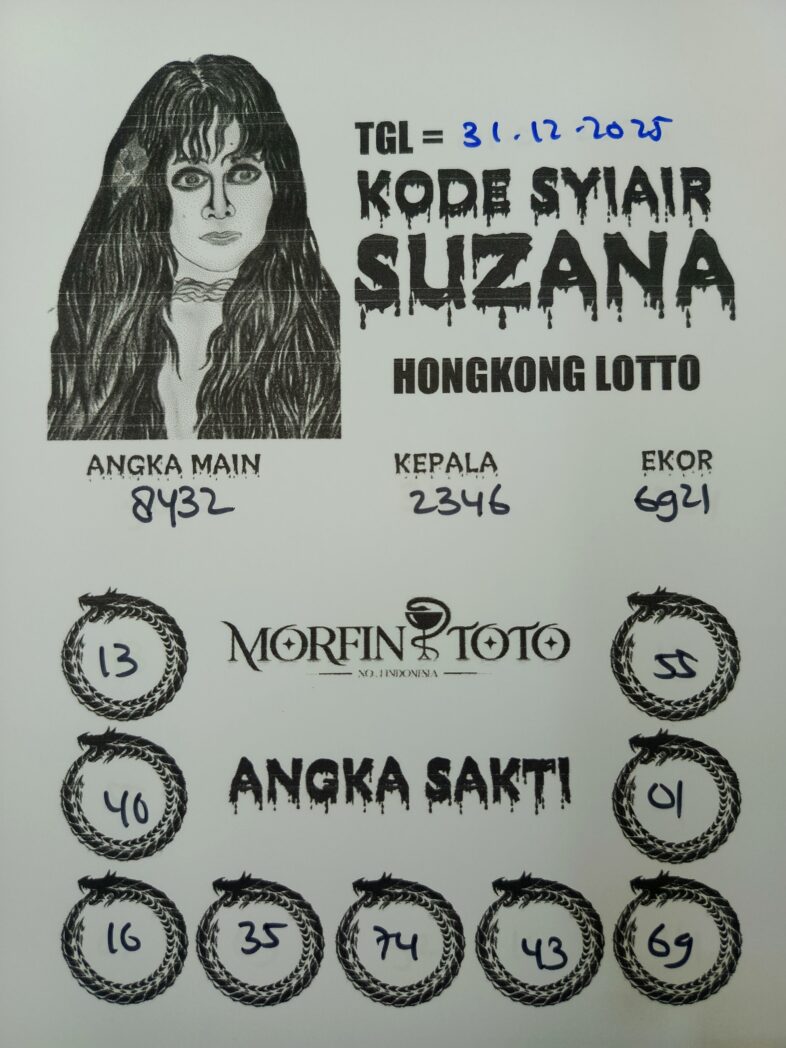 TGL = 31.12.2025
KODE SYIAIR
SUZANA
HONGKONG LOTTO
ANGKA MAIN KEPALA EKOR
8432 2346 6921
13 MORFIN TOTO 55
NO.1 INDONESIA
40 ANGKA SAKTI 01
16 35 74 43 69